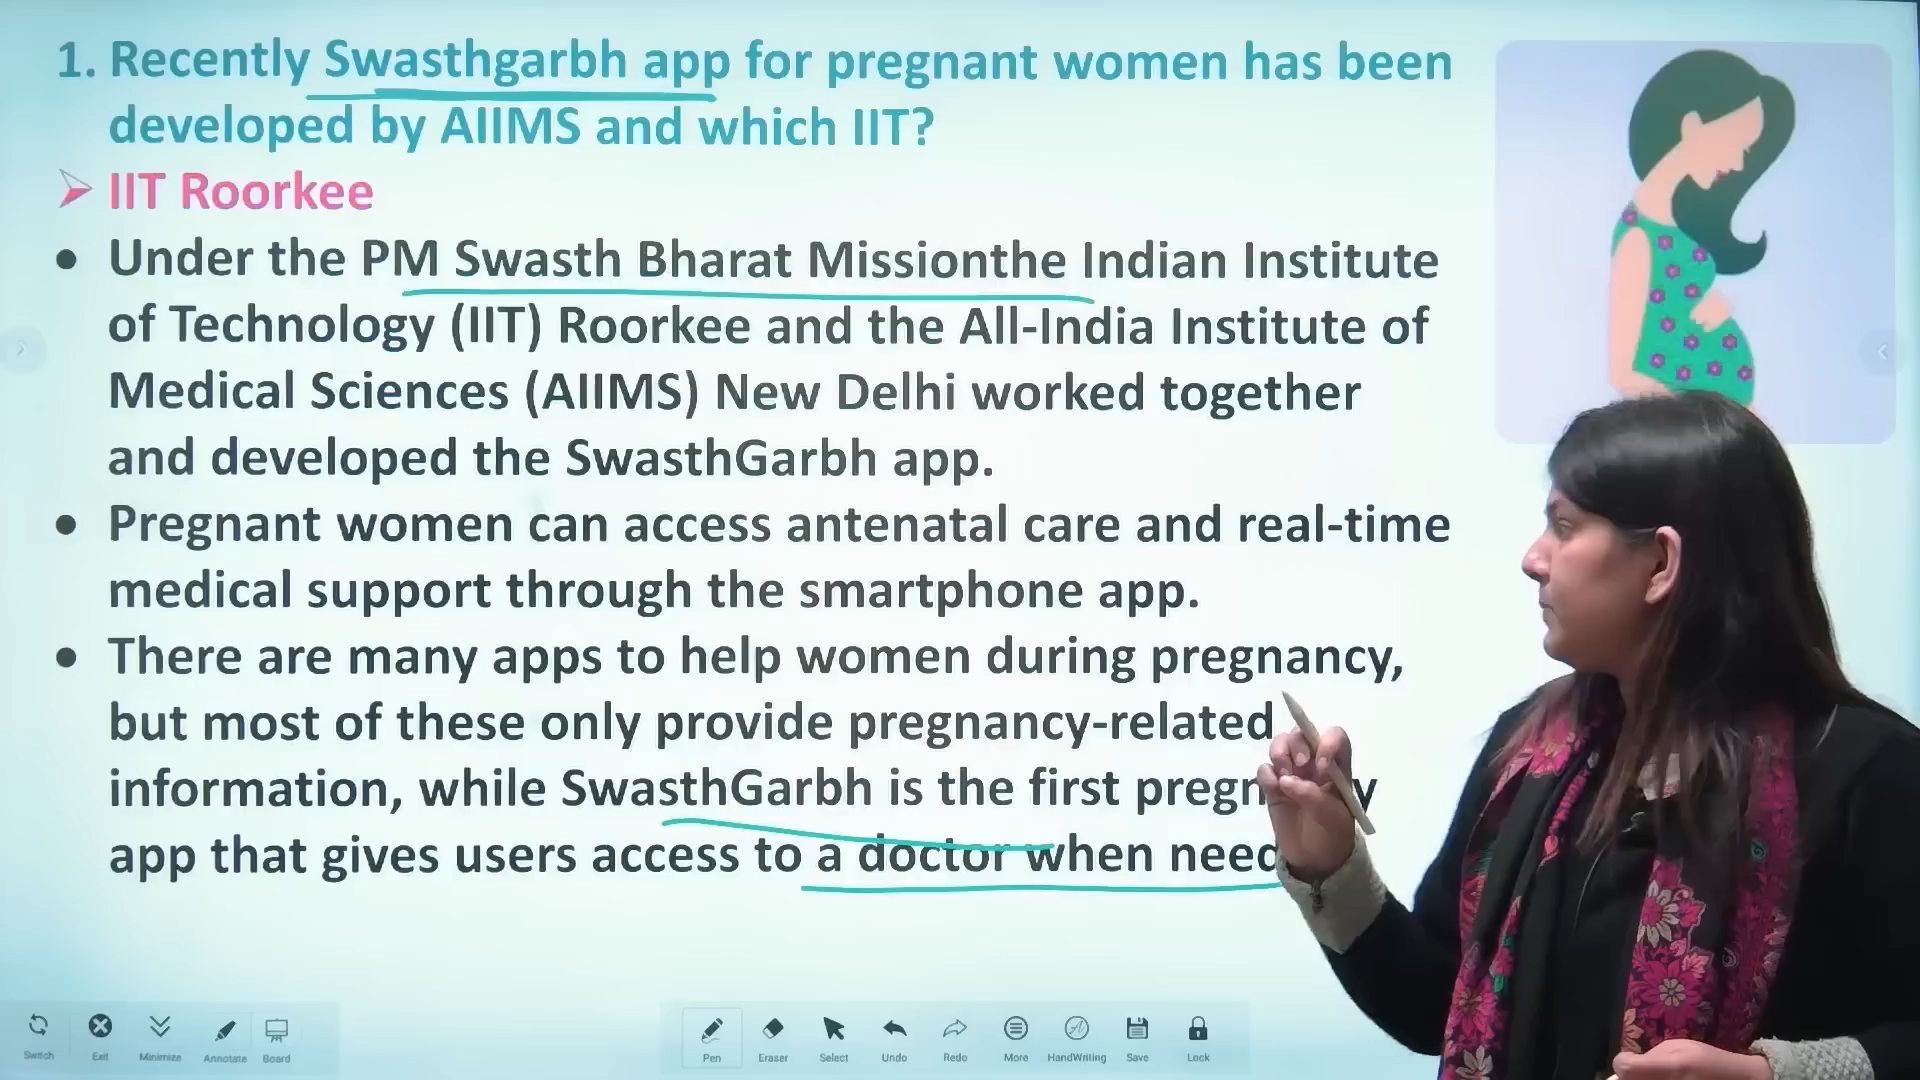 1. Recently Swasthgarbh app for pregnant women has been
developed by AIIMS and which IIT?
IIT Roorkee
• Under the PM Swasth Bharat Missionthe Indian Institute
of Technology (IIT) Roorkee and the All-India Institute of
Medical Sciences (AIIMS) New Delhi worked together
and developed the SwasthGarbh app.
• Pregnant women can access antenatal care and real-time
medical support through the smartphone app.
• There are many apps to help women during pregnancy,
but most of these only provide pregnancy-related
information, while SwasthGarbh is the first
app that gives users access to a doctor when
Switch Exit Minimize Annotate Board Pen Eraser Select Undo Redo More HandWriting Save Lock